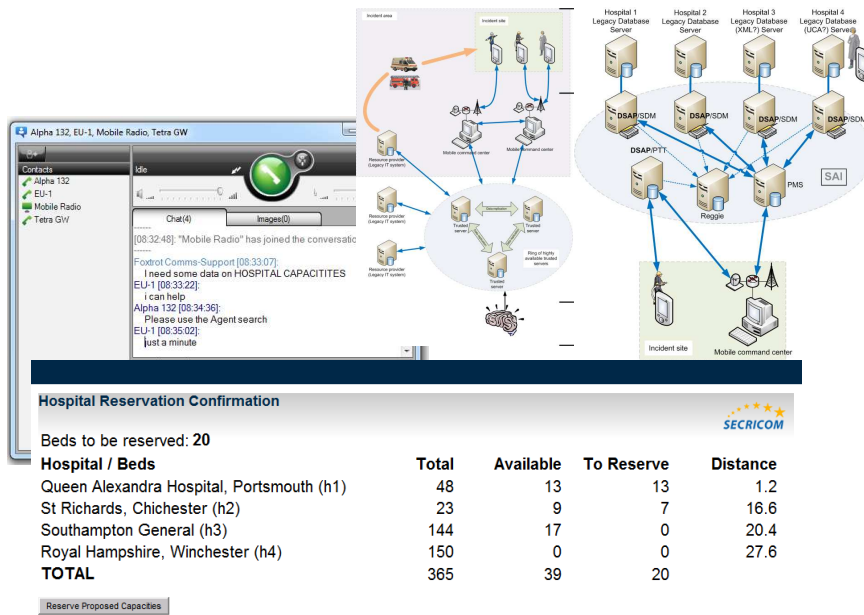 Incident area
Incident site
Resource provider
(Legacy IT system)
Mobile command center
Mobile command center
Resource provider
(Legacy IT system)
Resource provider
(Legacy IT system)
Trusted
server
Trusted
server
Trusted
server
Ring of highly
available trusted
servers
Hospital 1
Legacy Database
Server
Hospital 2
Legacy Database
Server
Hospital 3
Legacy Database
(XML?) Server
Hospital 4
Legacy Database
(UCA?) Serve
DSAP/SDM
DSAP/SDM
DSAP/SDM
DSAP/SDM
DSAP/PTT
Reggie
PMS
SAI
Incident site
Mobile command center
Alpha 132, EU-1, Mobile Radio, Tetra GW
Contacts
Alpha 132
EU-1
Mobile Radio
Tetra GW
Idle
Chat(4)
Images(0)
[08:32:48]: "Mobile Radio" has joined the conversatio
Foxtrot Comms-Support [08:33:07]:
I need some data on HOSPITAL CAPACITITES
EU-1 [08:33:22]:
i can help
Alpha 132 [08:34:36]:
Please use the Agent search
EU-1 [08:35:02]:
just a minute
Hospital Reservation Confirmation
SECRICOM
Beds to be reserved: 20
Hospital / Beds Total Available To Reserve Distance
Queen Alexandra Hospital, Portsmouth (h1) 48 13 13 1.2
St Richards, Chichester (h2) 23 9 7 16.6
Southampton General (h3) 144 17 0 20.4
Royal Hampshire, Winchester (h4) 150 0 0 27.6
TOTAL 365 39 20
Reserve Proposed Capacities